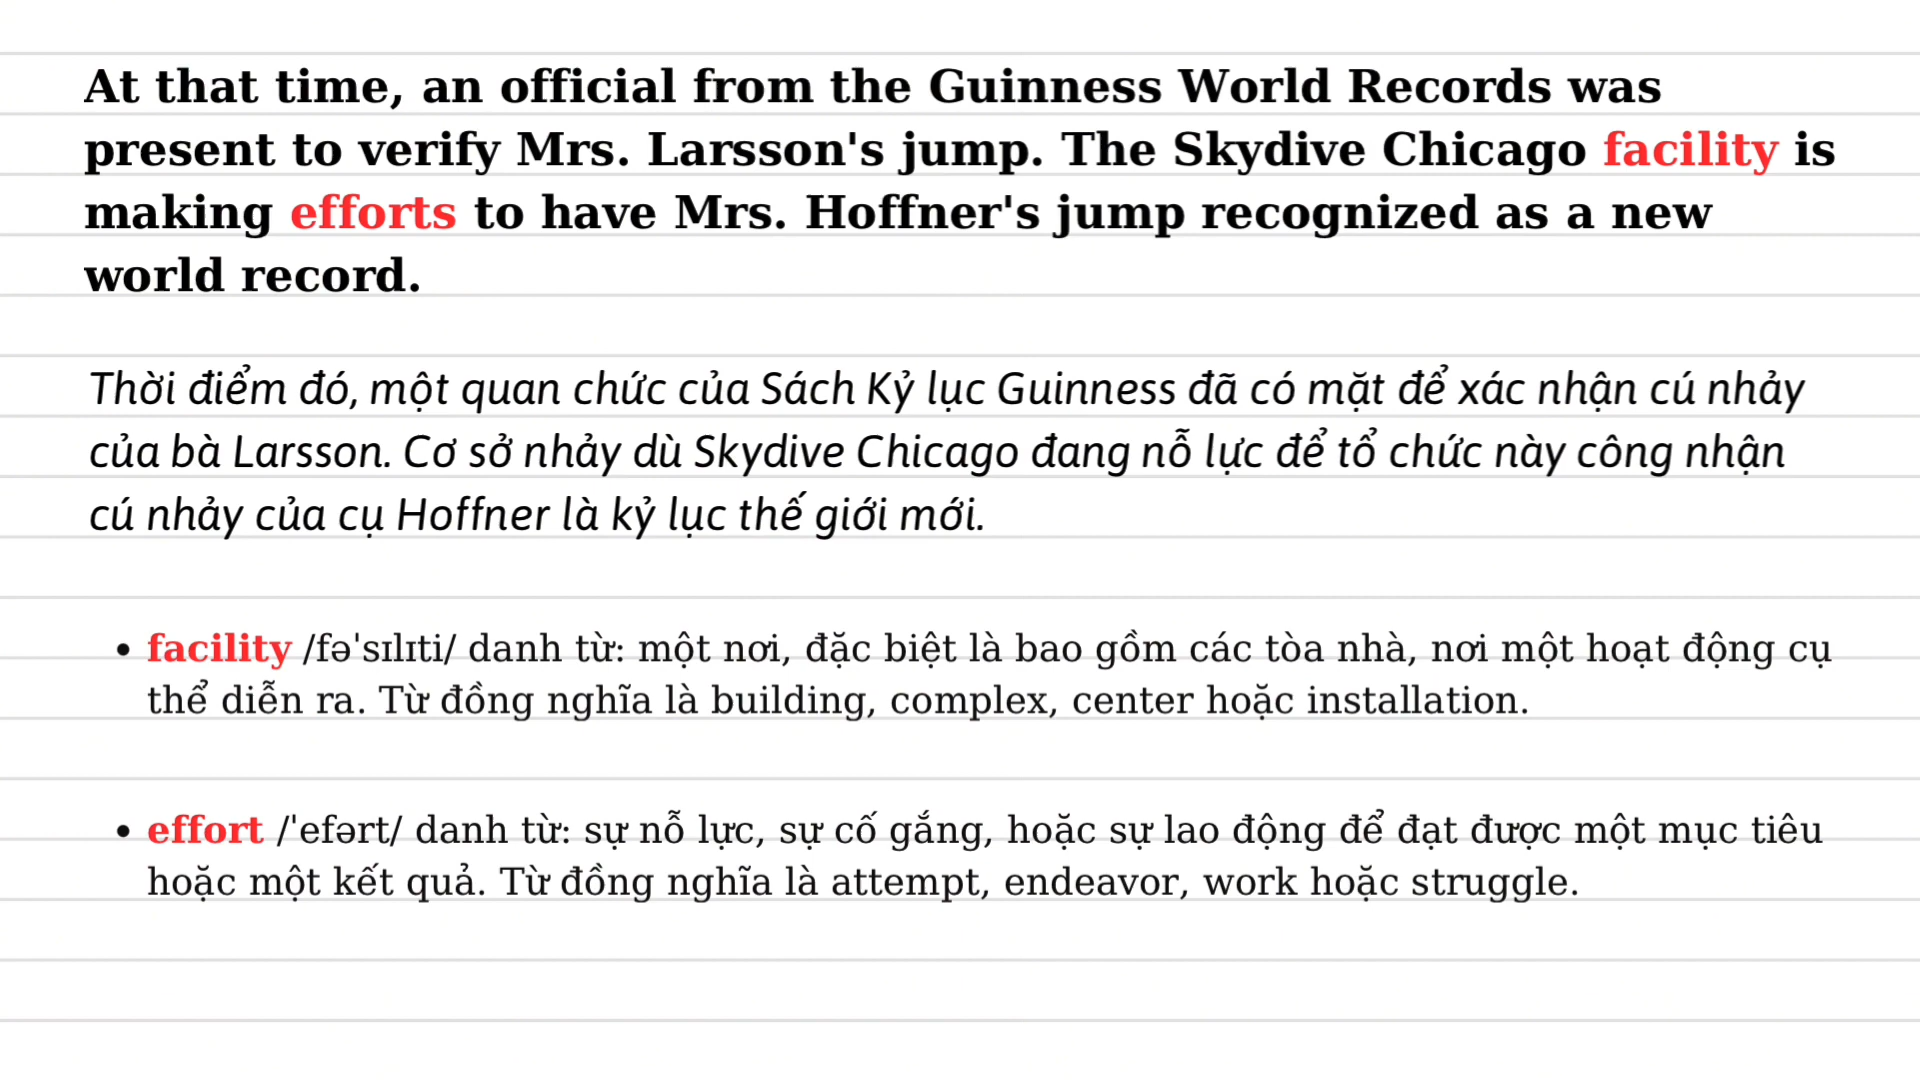 At that time, an official from the Guinness World Records was
present to verify Mrs. Larsson's jump. The Skydive Chicago facility is
making efforts to have Mrs. Hoffner's jump recognized as a new
world record.
Thời điểm đó, một quan chức của Sách Kỷ lục Guinness đã có mặt để xác nhận cú nhảy
của bà Larsson. Cơ sở nhảy dù Skydive Chicago đang nỗ lực để tổ chức này công nhận
cú nhảy của cụ Hoffner là kỷ lục thế giới mới.
• facility /fəˈsɪlɪti/ danh từ: một nơi, đặc biệt là bao gồm các tòa nhà, nơi một hoạt động cụ
thể diễn ra. Từ đồng nghĩa là building, complex, center hoặc installation.
• effort /ˈefərt/ danh từ: sự nỗ lực, sự cố gắng, hoặc sự lao động để đạt được một mục tiêu
hoặc một kết quả. Từ đồng nghĩa là attempt, endeavor, work hoặc struggle.